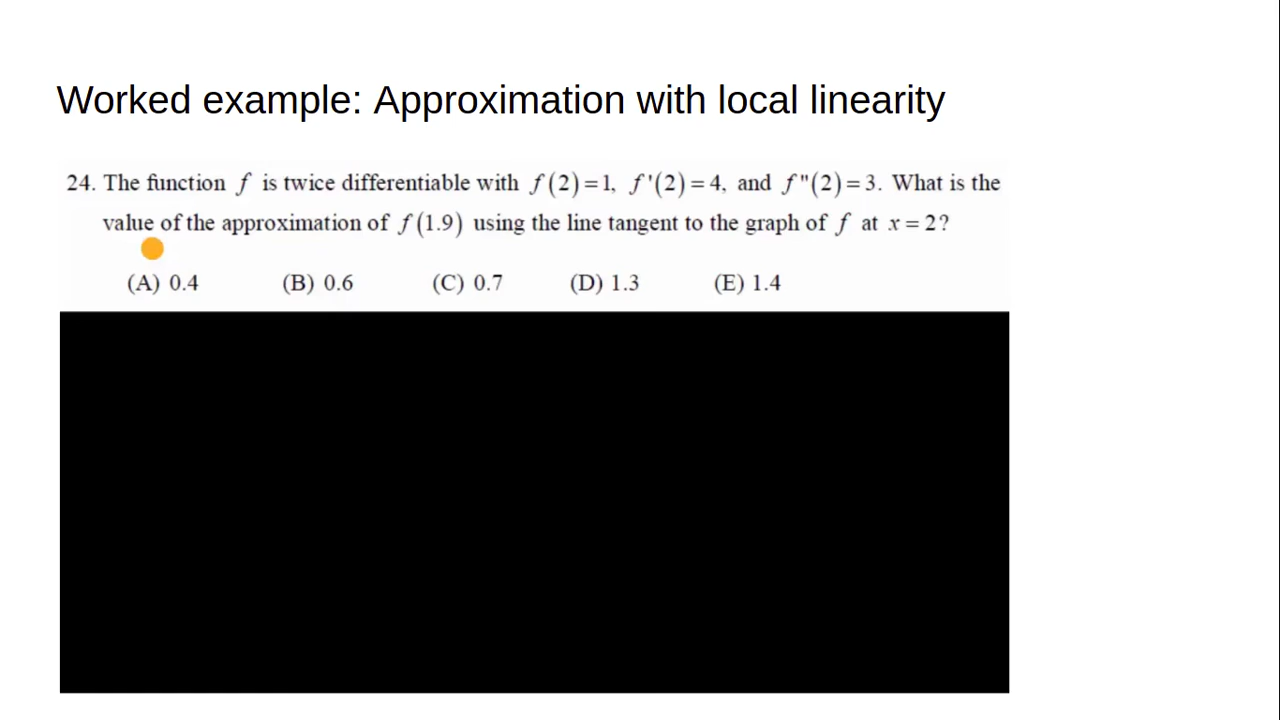 Worked example: Approximation with local linearity
24. The function f is twice differentiable with f(2)=1, f'(2)=4, and f"(2)=3. What is the
value of the approximation of f(1.9) using the line tangent to the graph of f at x=2?
(A) 0.4 (B) 0.6 (C) 0.7 (D) 1.3 (E) 1.4